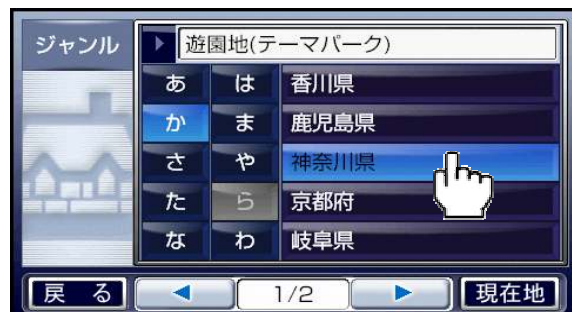 ジャンル
遊園地(テーマパーク)
あ は 香川県
か ま 鹿児島県
さ や 神奈川県
た ら 京都府
な わ 岐阜県
戻 る 1/2 現在地